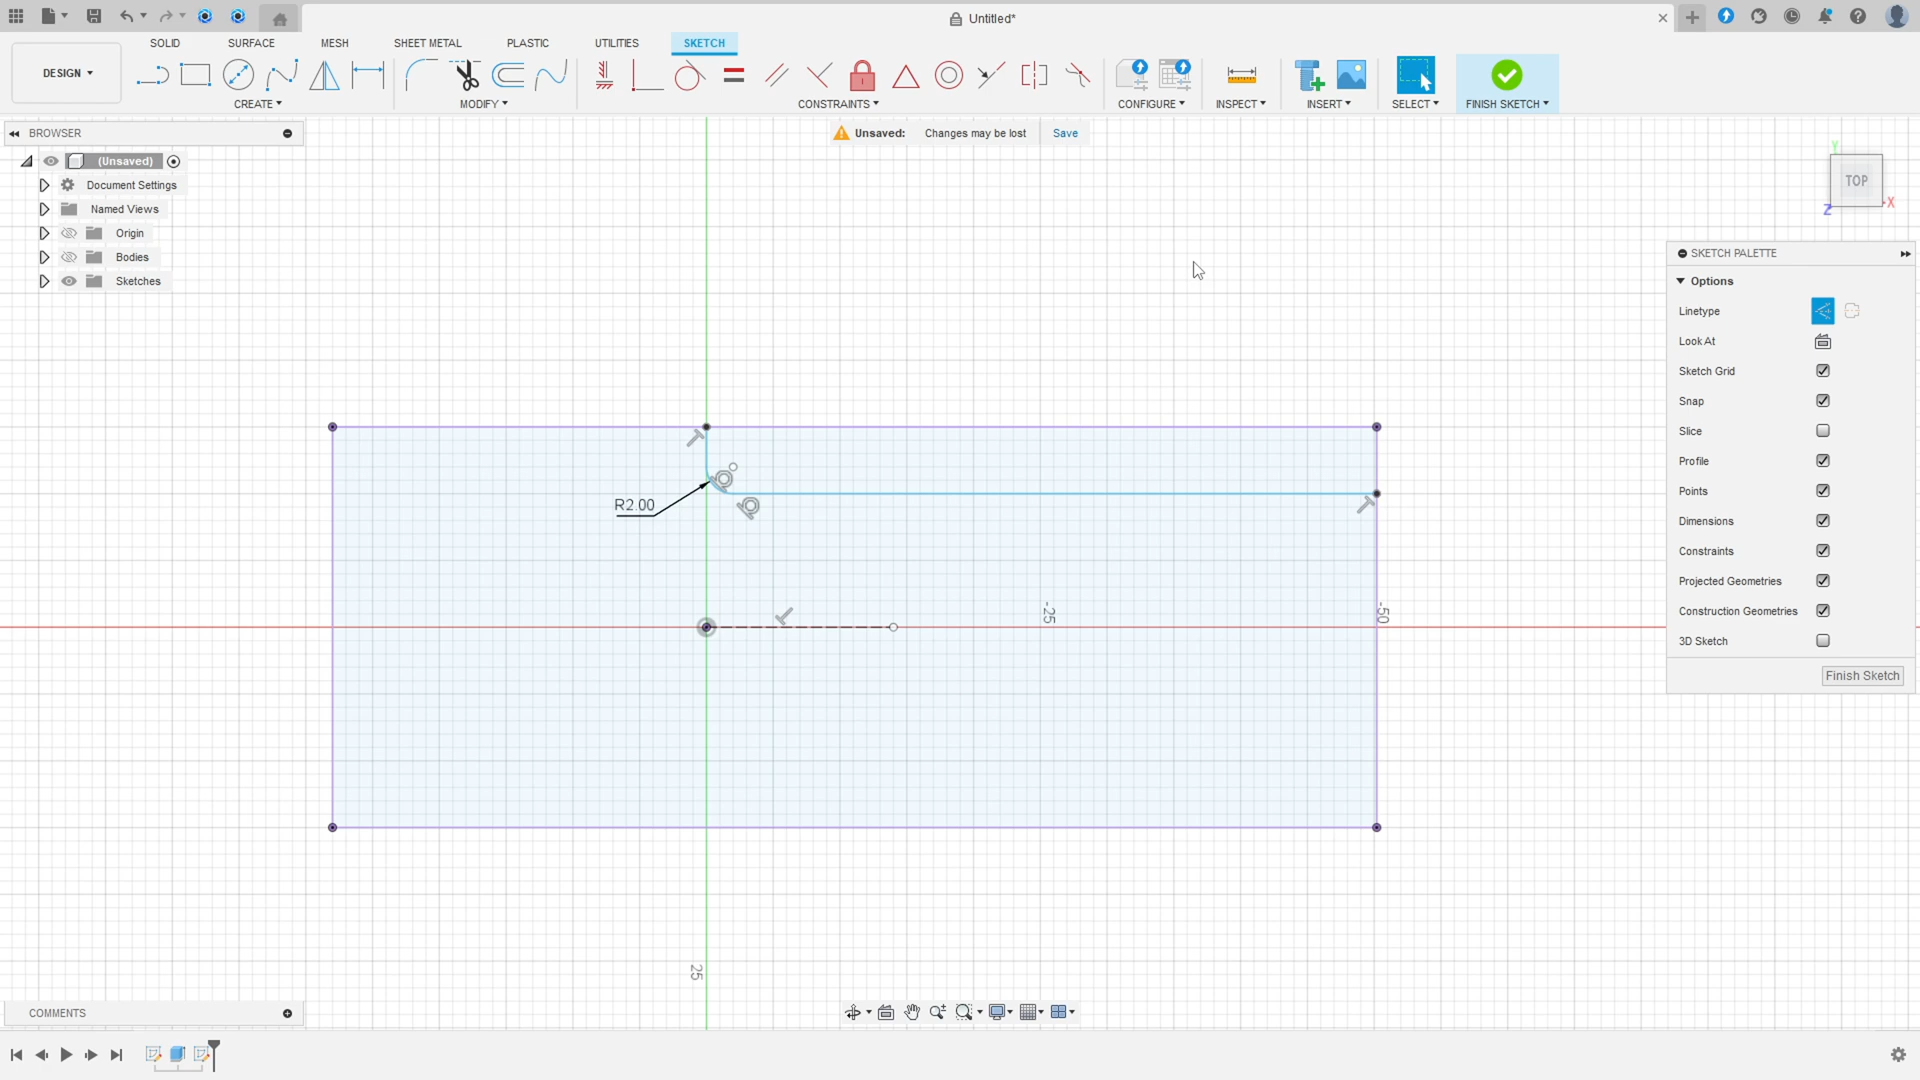 Untitled*
SOLID SURFACE MESH SHEET METAL PLASTIC UTILITIES SKETCH
DESIGN
CREATE MODIFY CONSTRAINTS CONFIGURE INSPECT INSERT SELECT FINISH SKETCH
BROWSER
Unsaved: Changes may be lost Save
(Unsaved)
Document Settings
Named Views
Origin
Bodies
Sketches
Y
TOP
X
Z
SKETCH PALETTE
Options
Linetype
Look At
Sketch Grid
Snap
Slice
Profile
Points
Dimensions
Constraints
Projected Geometries
Construction Geometries
3D Sketch
Finish Sketch
R2.00
-25
-50
25
COMMENTS